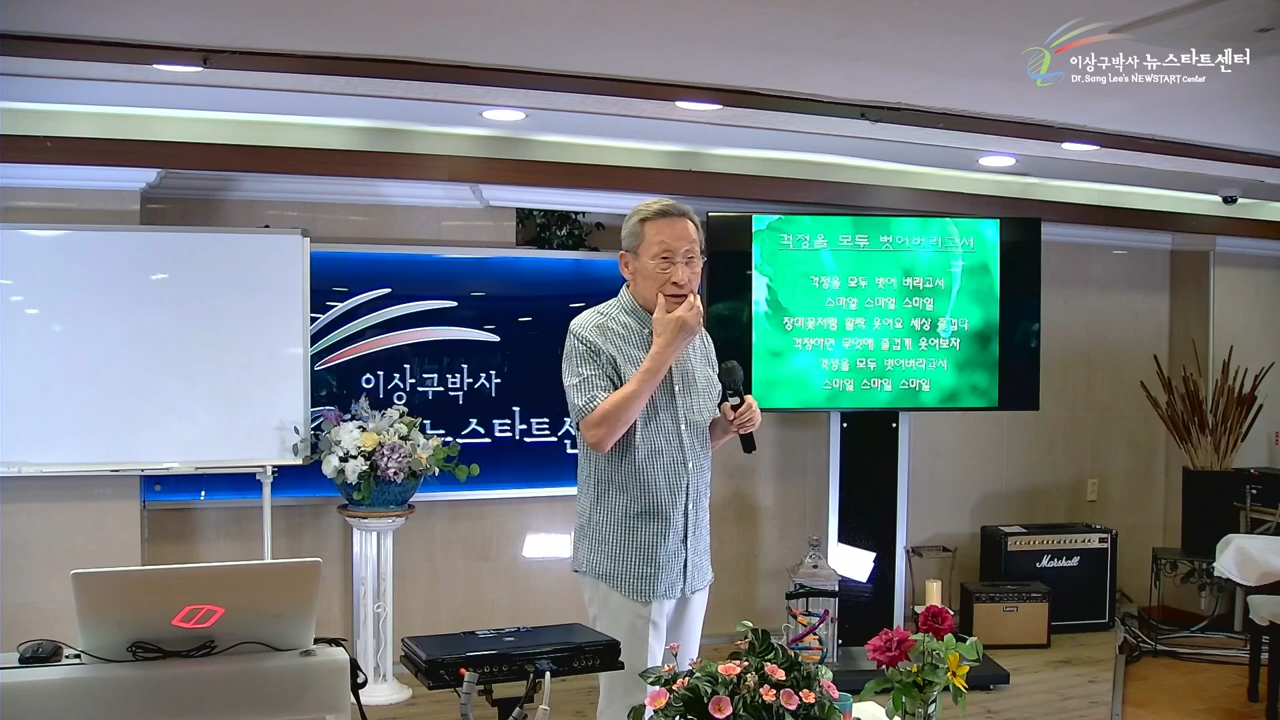 이상구박사 뉴스타트센터
Dr. Sang Lee's NEWSTART Center
걱정을 모두 벗어버리고서
걱정을 모두 벗어 버리고서
스마일 스마일 스마일
장미꽃처럼 활짝 웃어요 세상 즐겁다
걱정하면 무엇해 즐겁게 웃어보자
걱정을 모두 벗어버리고서
스마일 스마일 스마일
이상구박사
뉴스타트센
Marshall
Laney